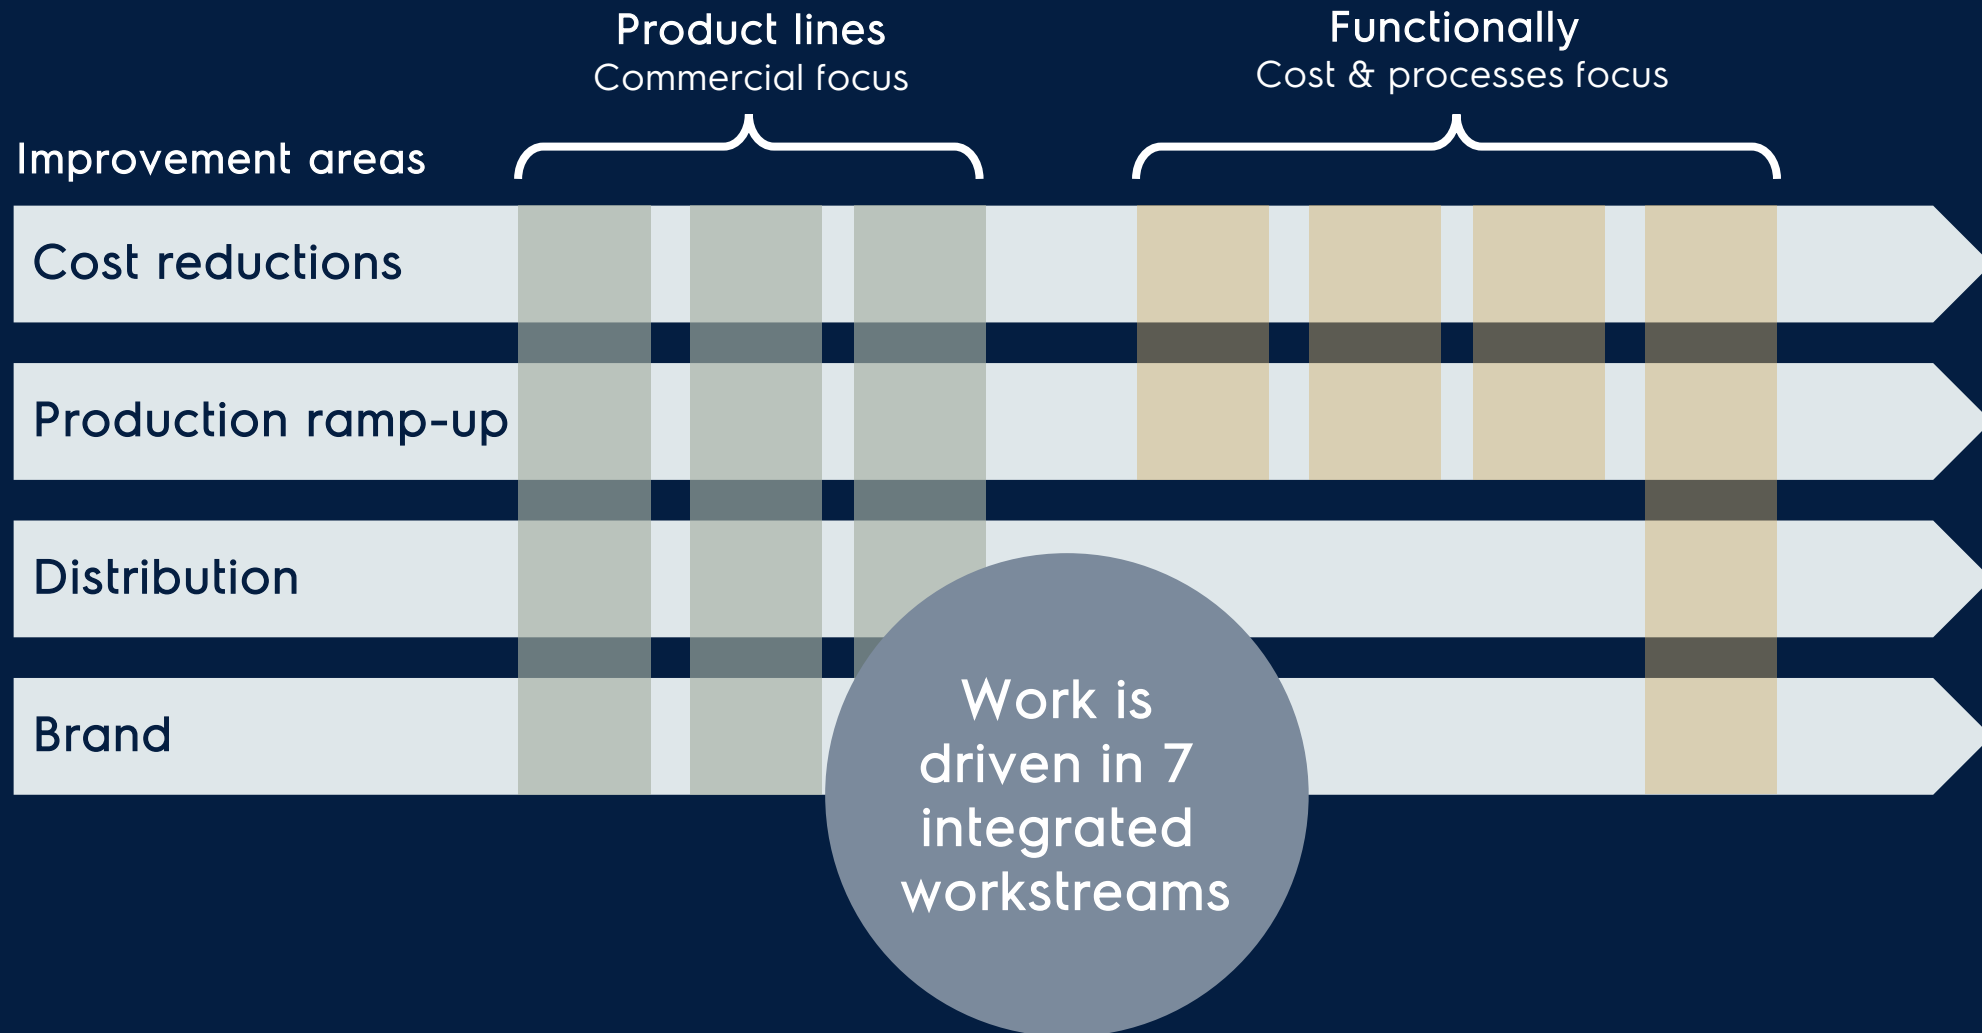 Product lines
Commercial focus
Functionally
Cost & processes focus
Improvement areas
Cost reductions
Production ramp-up
Distribution
Brand
Work is
driven in 7
integrated
workstreams